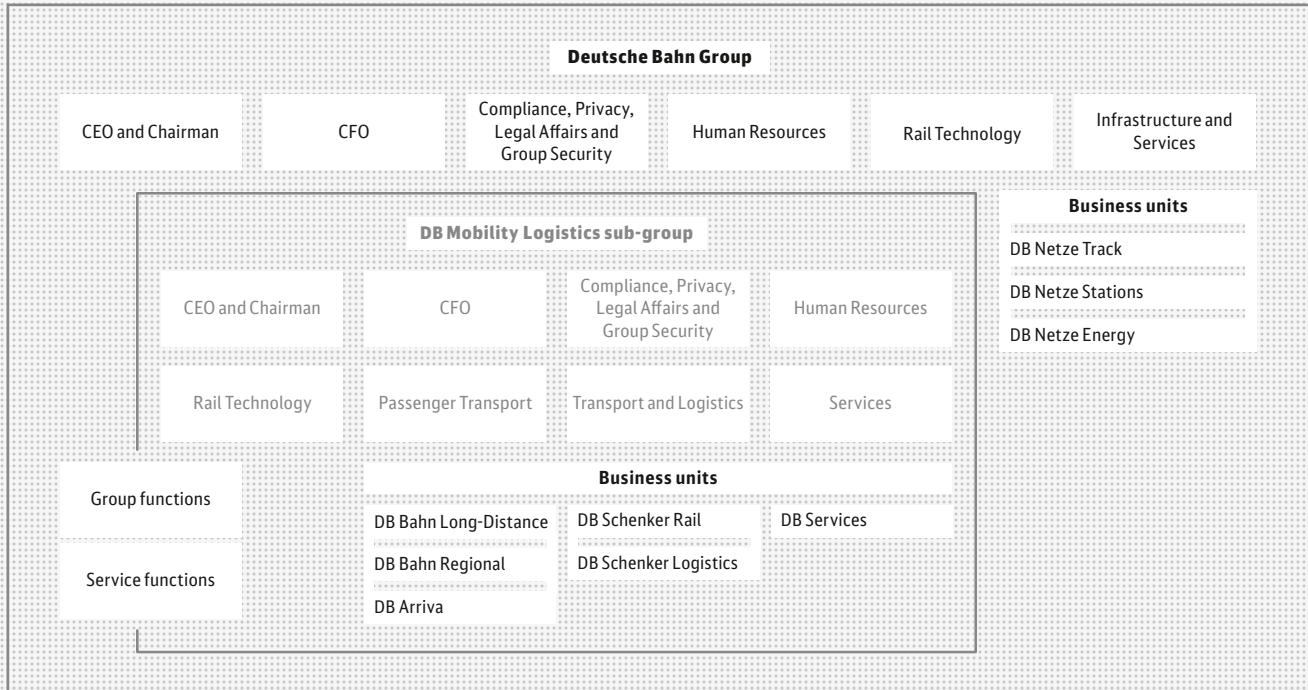 Deutsche Bahn Group
CEO and Chairman
CFO
Compliance, Privacy,
Legal Affairs and
Group Security
Human Resources
Rail Technology
Infrastructure and
Services
Business units
DB Netze Track
DB Netze Stations
DB Netze Energy
DB Mobility Logistics sub-group
CEO and Chairman
CFO
Compliance, Privacy,
Legal Affairs and
Group Security
Human Resources
Rail Technology
Passenger Transport
Transport and Logistics
Services
Group functions
Service functions
Business units
DB Bahn Long-Distance
DB Bahn Regional
DB Arriva
DB Schenker Rail
DB Schenker Logistics
DB Services